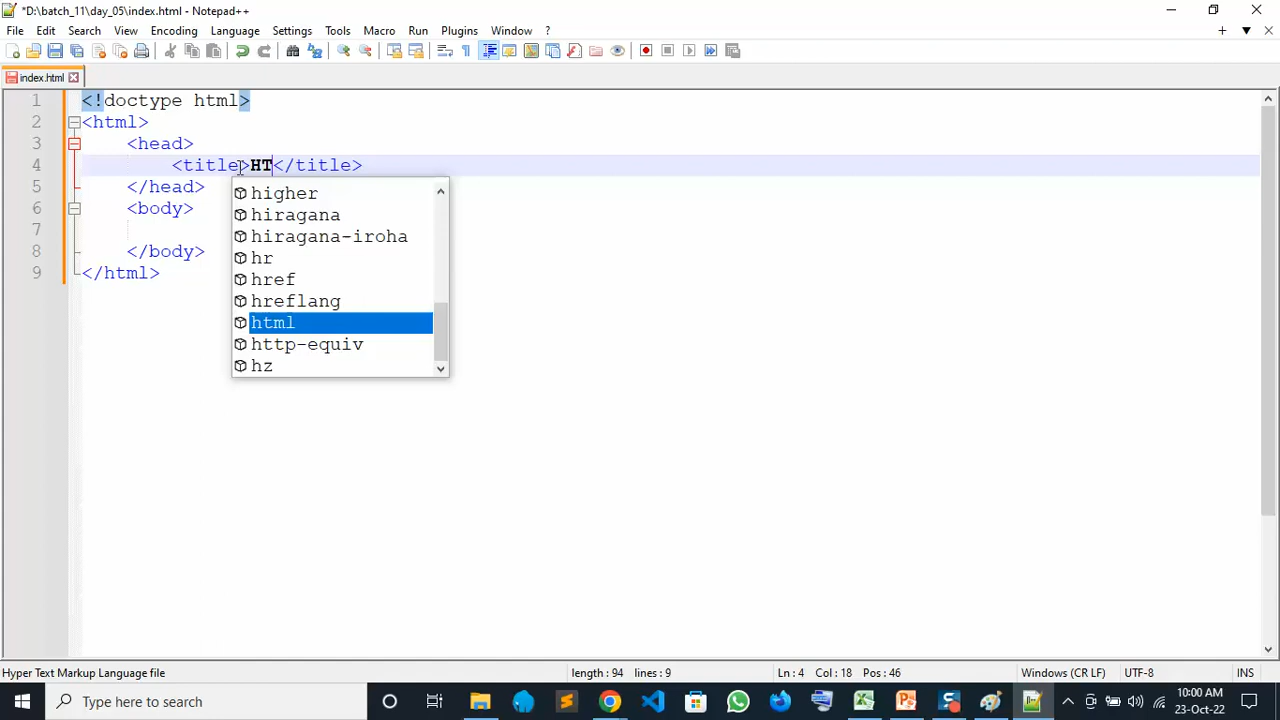 *D:\batch_11\day_05\index.html - Notepad++
File Edit Search View Encoding Language Settings Tools Macro Run Plugins Window ?
index.html
1 <!doctype html>
2 <html>
3 <head>
4 <title>HT</title>
5 </head>
6 <body>
7
8 </body>
9 </html>
higher
hiragana
hiragana-iroha
hr
href
hreflang
html
http-equiv
hz
Hyper Text Markup Language file length : 94 lines : 9 Ln : 4 Col : 18 Pos : 46 Windows (CR LF) UTF-8 INS
Type here to search
10:00 AM
23-Oct-22